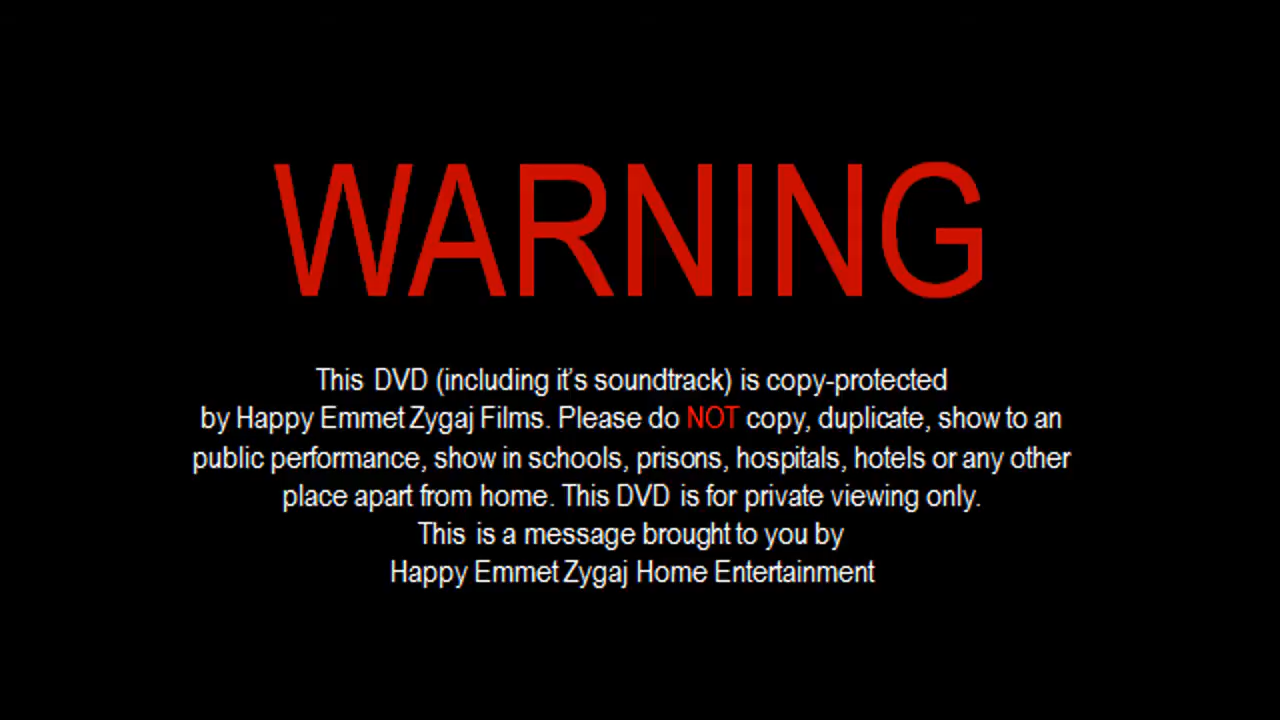 WARNING
This DVD (including it's soundtrack) is copy-protected
by Happy Emmet Zygaj Films. Please do NOT copy, duplicate, show to an
public performance, show in schools, prisons, hospitals, hotels or any other
place apart from home. This DVD is for private viewing only.
This is a message brought to you by
Happy Emmet Zygaj Home Entertainment